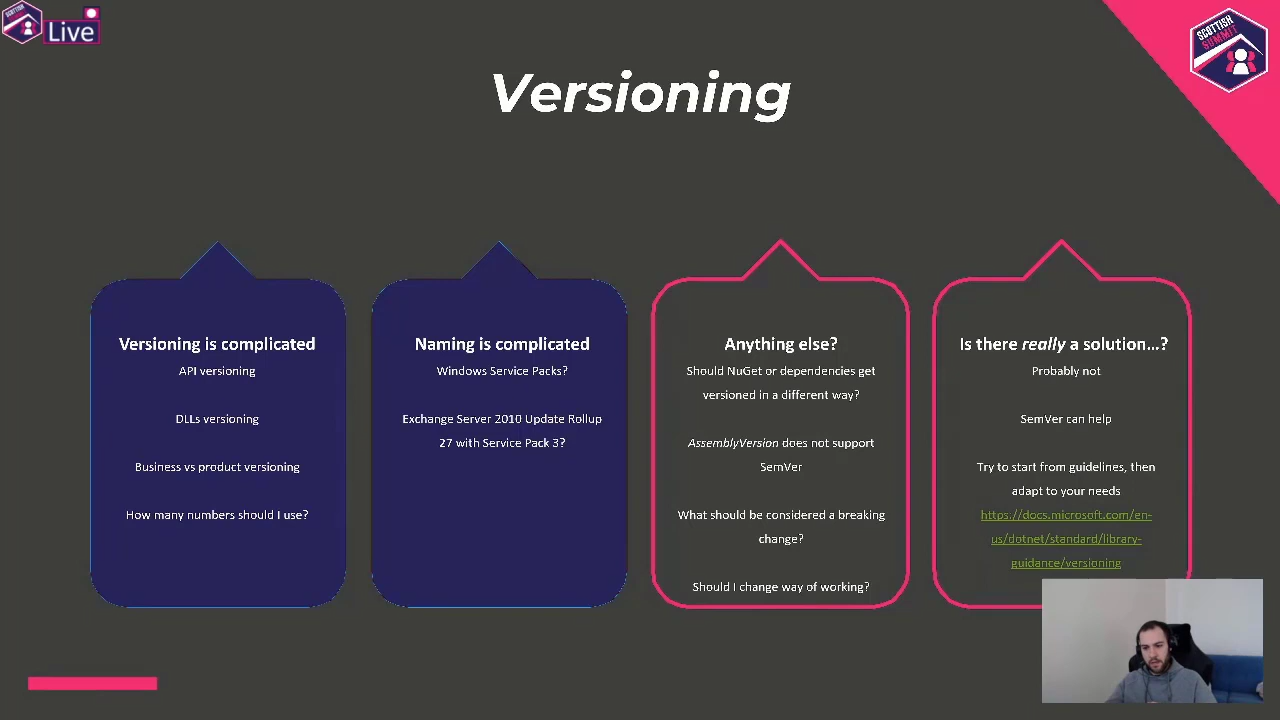 Live
SCOTTISH
SUMMIT
Versioning
Versioning is complicated
API versioning
DLLs versioning
Business vs product versioning
How many numbers should I use?
Naming is complicated
Windows Service Packs?
Exchange Server 2010 Update Rollup
27 with Service Pack 3?
Anything else?
Should NuGet or dependencies get
versioned in a different way?
AssemblyVersion does not support
SemVer
What should be considered a breaking
change?
Should I change way of working?
Is there really a solution...?
Probably not
SemVer can help
Try to start from guidelines, then
adapt to your needs
https://docs.microsoft.com/en-
us/dotnet/standard/library-
guidance/versioning